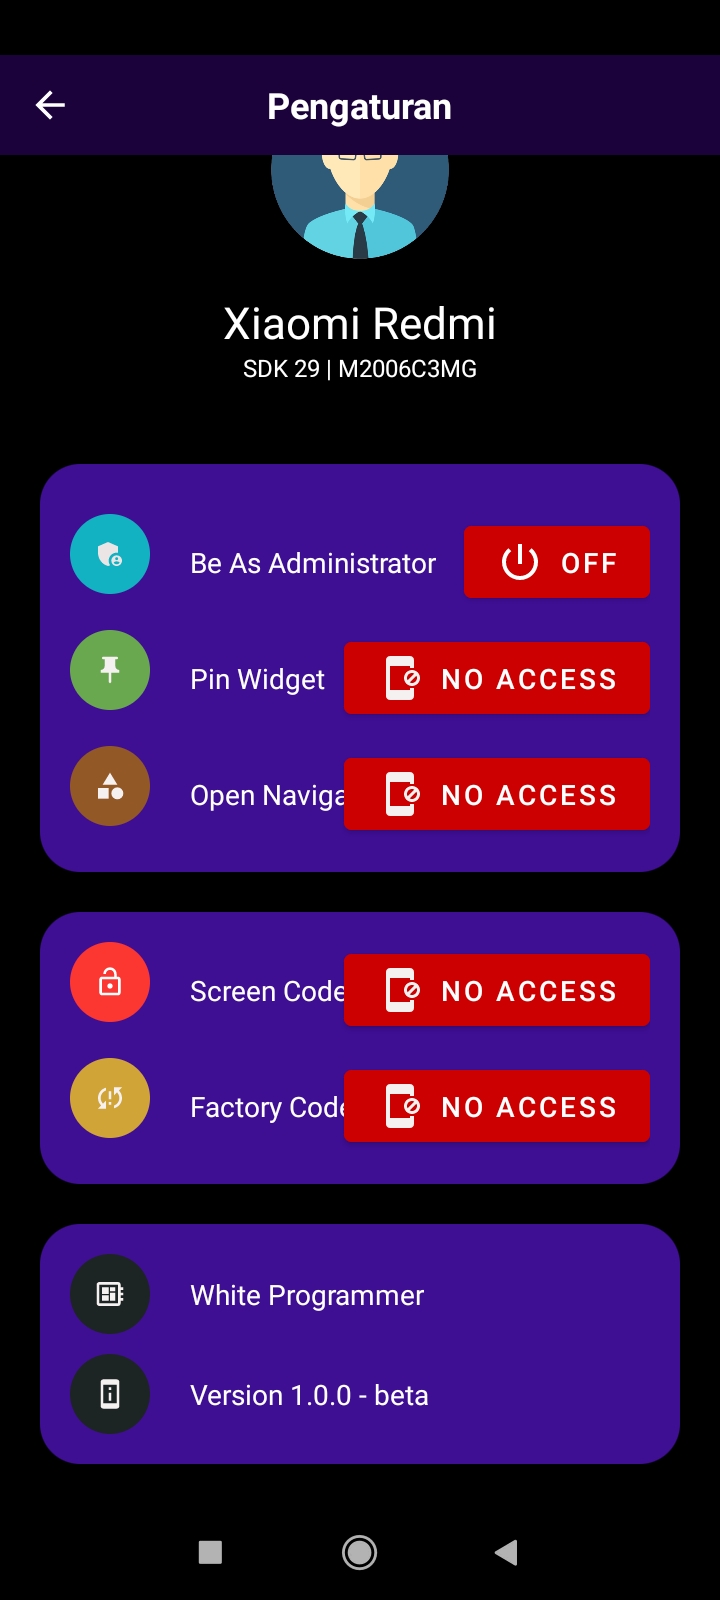 Pengaturan
Xiaomi Redmi
SDK 29 | M2006C3MG
Be As Administrator
OFF
Pin Widget
NO ACCESS
Open Naviga
NO ACCESS
Screen Code
NO ACCESS
Factory Code
NO ACCESS
White Programmer
Version 1.0.0 - beta